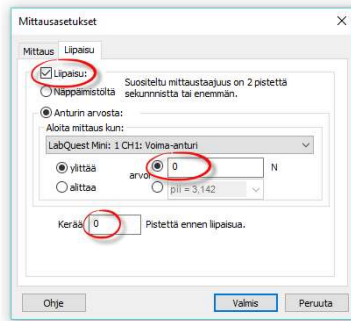 Mittausasetukset
Mittaus Liipaisu
Liipaisu:
Näppäimistöltä
Suositeltu mittaustaajuus on 2 pistettä
sekunnnista tai enemmän.
Anturin arvosta:
Aloita mittaus kun:
LabQuest Mini: 1 CH1: Voima-anturi
ylittää
alittaa
arvon
0
N
pii = 3,142
Kerää 0 Pistettä ennen liipaisua.
Ohje Valmis Peruuta